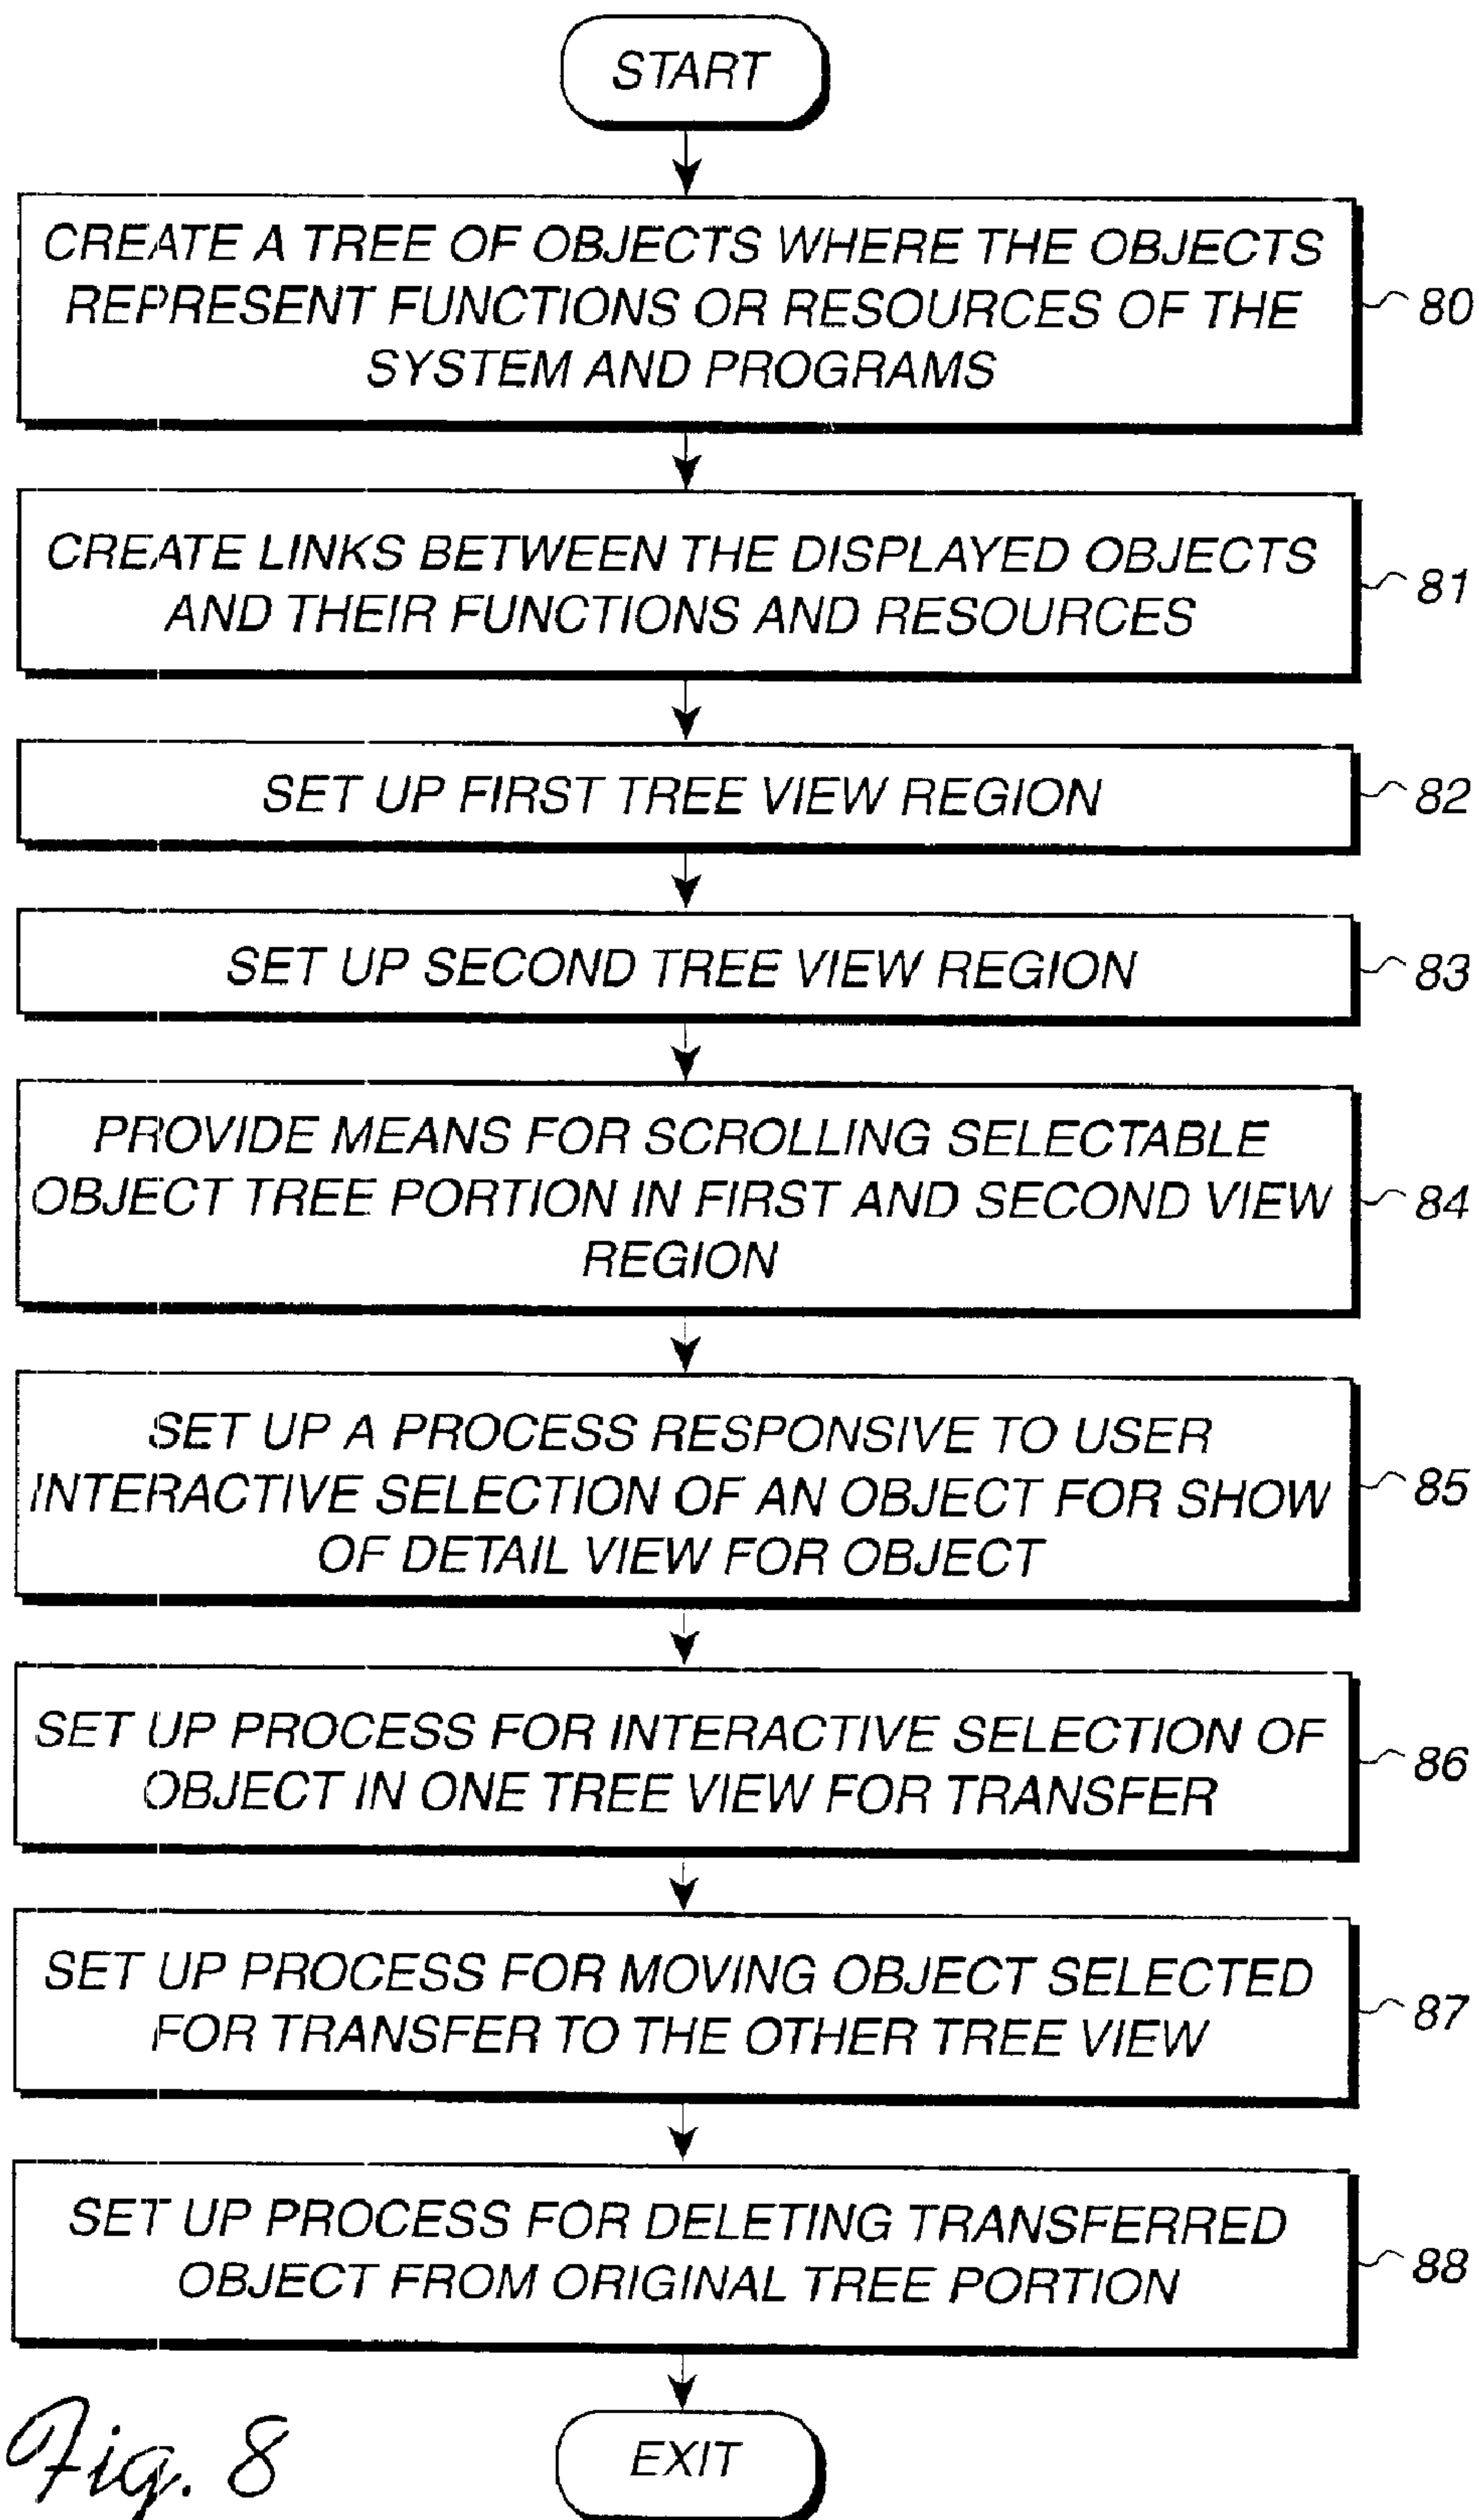 START
CREATE A TREE OF OBJECTS WHERE THE OBJECTS
REPRESENT FUNCTIONS OR RESOURCES OF THE
SYSTEM AND PROGRAMS
80
CREATE LINKS BETWEEN THE DISPLAYED OBJECTS
AND THEIR FUNCTIONS AND RESOURCES
81
SET UP FIRST TREE VIEW REGION
82
SET UP SECOND TREE VIEW REGION
83
PROVIDE MEANS FOR SCROLLING SELECTABLE
OBJECT TREE PORTION IN FIRST AND SECOND VIEW
REGION
84
SET UP A PROCESS RESPONSIVE TO USER
INTERACTIVE SELECTION OF AN OBJECT FOR SHOW
OF DETAIL VIEW FOR OBJECT
85
SET UP PROCESS FOR INTERACTIVE SELECTION OF
OBJECT IN ONE TREE VIEW FOR TRANSFER
86
SET UP PROCESS FOR MOVING OBJECT SELECTED
FOR TRANSFER TO THE OTHER TREE VIEW
87
SET UP PROCESS FOR DELETING TRANSFERRED
OBJECT FROM ORIGINAL TREE PORTION
88
EXIT
Fig. 8